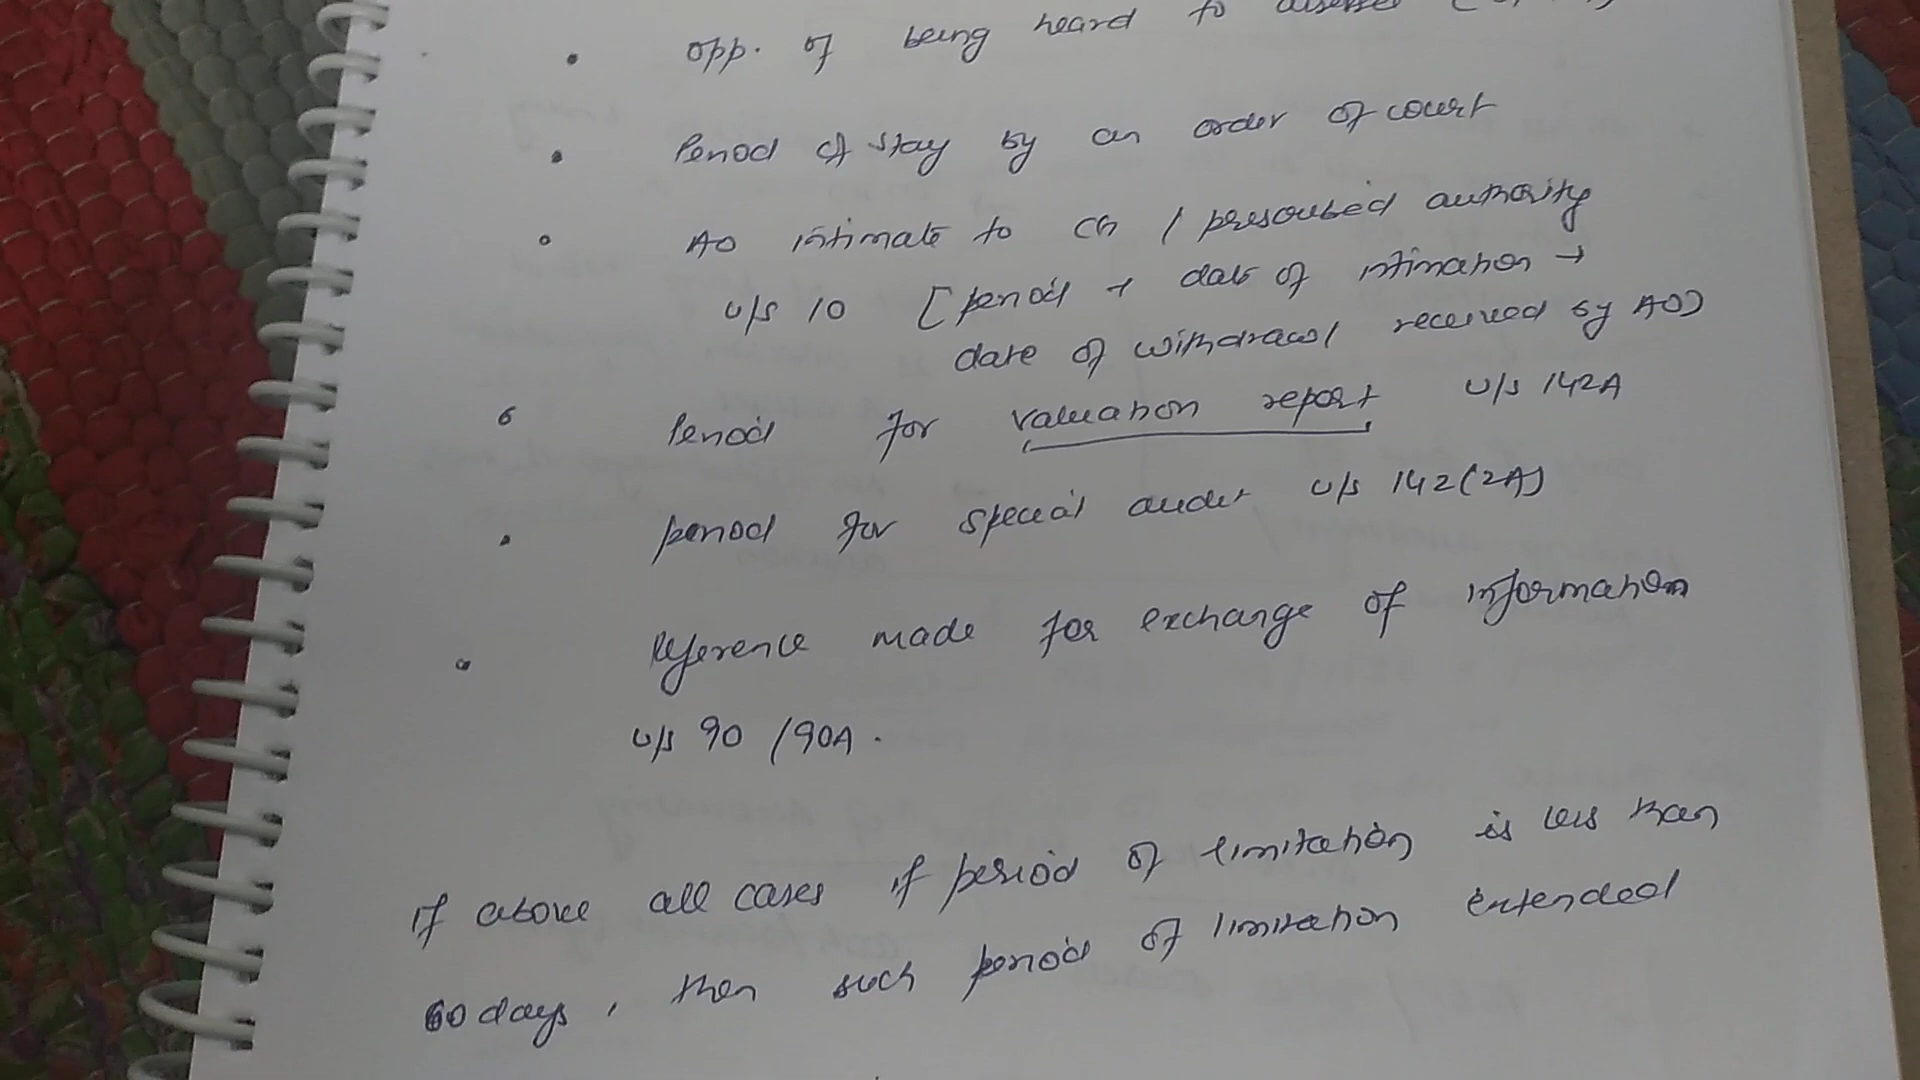 opp. of being heard to
Period of stay by an order of court
AO intimate to CG / prescribed authority
u/s 10 [period → date of intimation →
date of withdrawl received by AO]
Period for valuation report u/s 142A
period for special audit u/s 142(2A)
Reference made for exchange of information
u/s 90 /90A.
If above all cases if period of limitation is less than
60 days, then such period of limitation extended